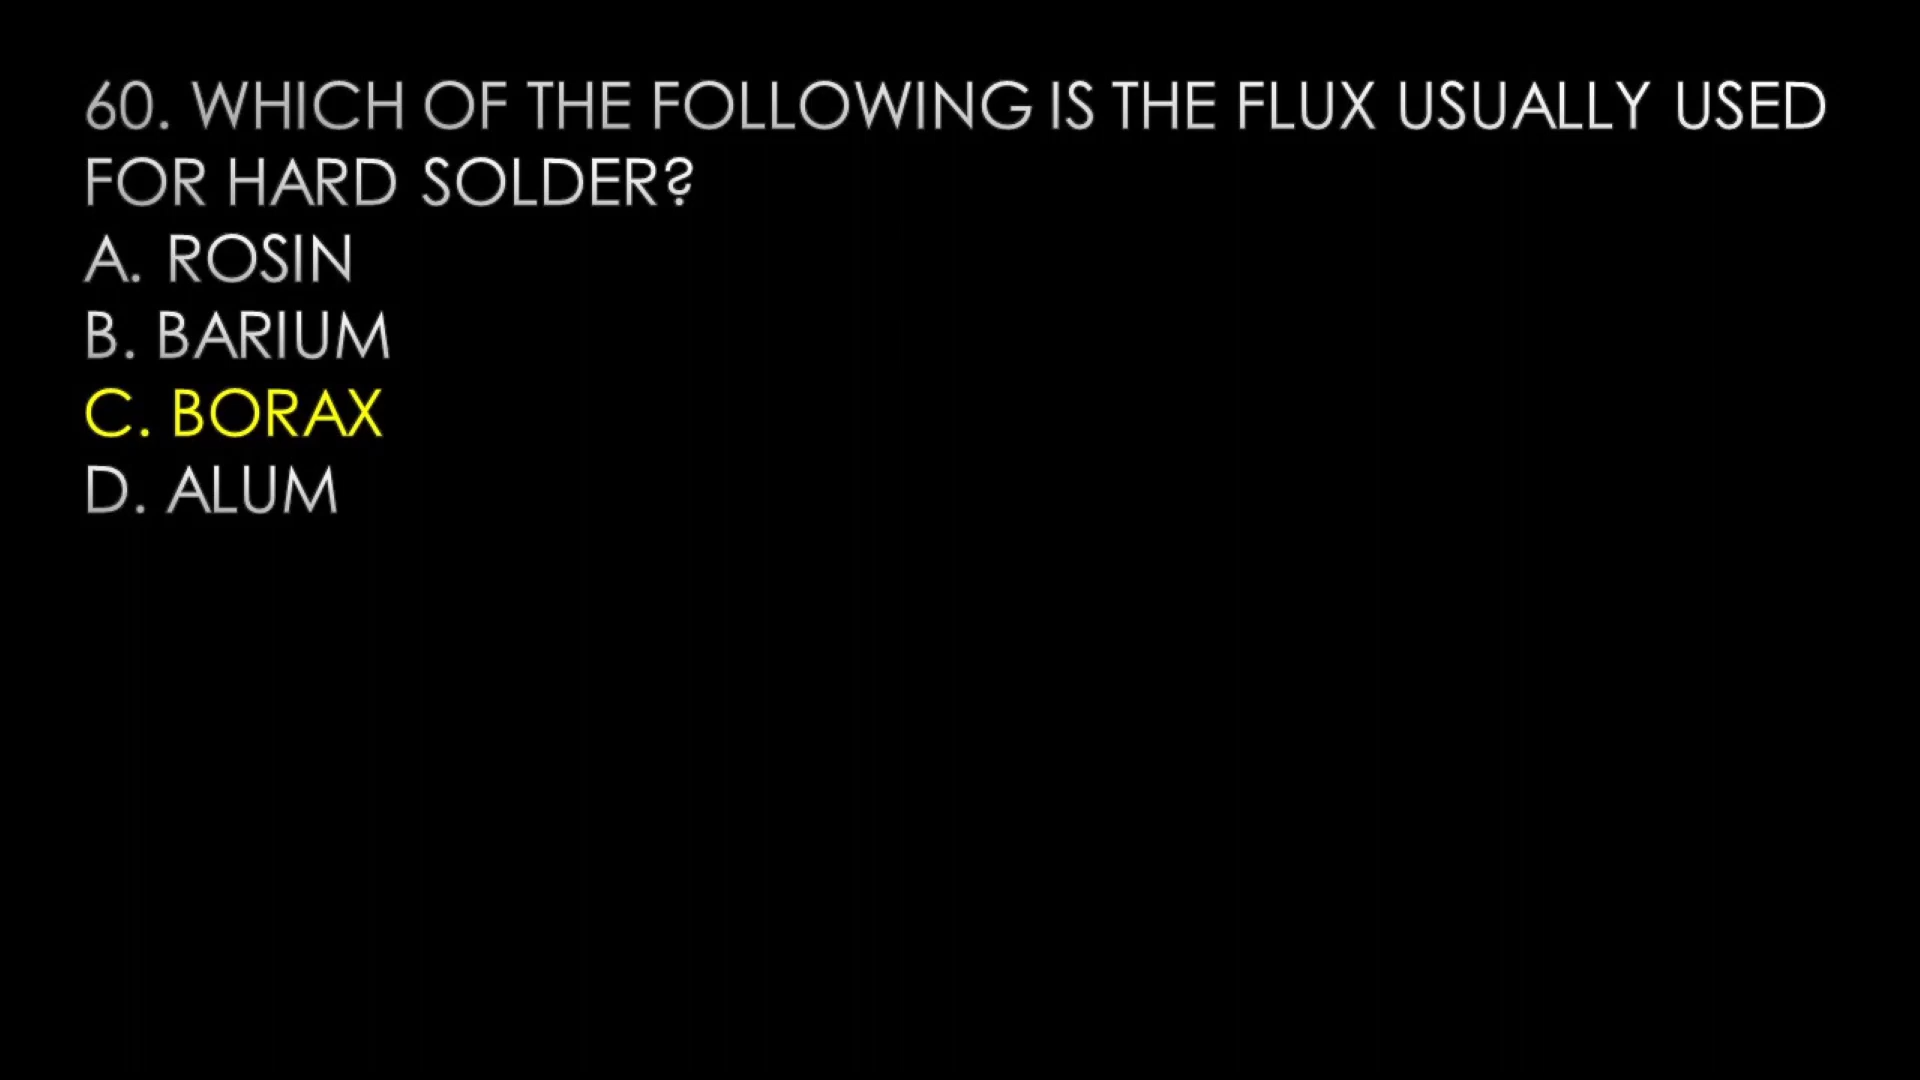 60. WHICH OF THE FOLLOWING IS THE FLUX USUALLY USED
FOR HARD SOLDER?
A. ROSIN
B. BARIUM
C. BORAX
D. ALUM